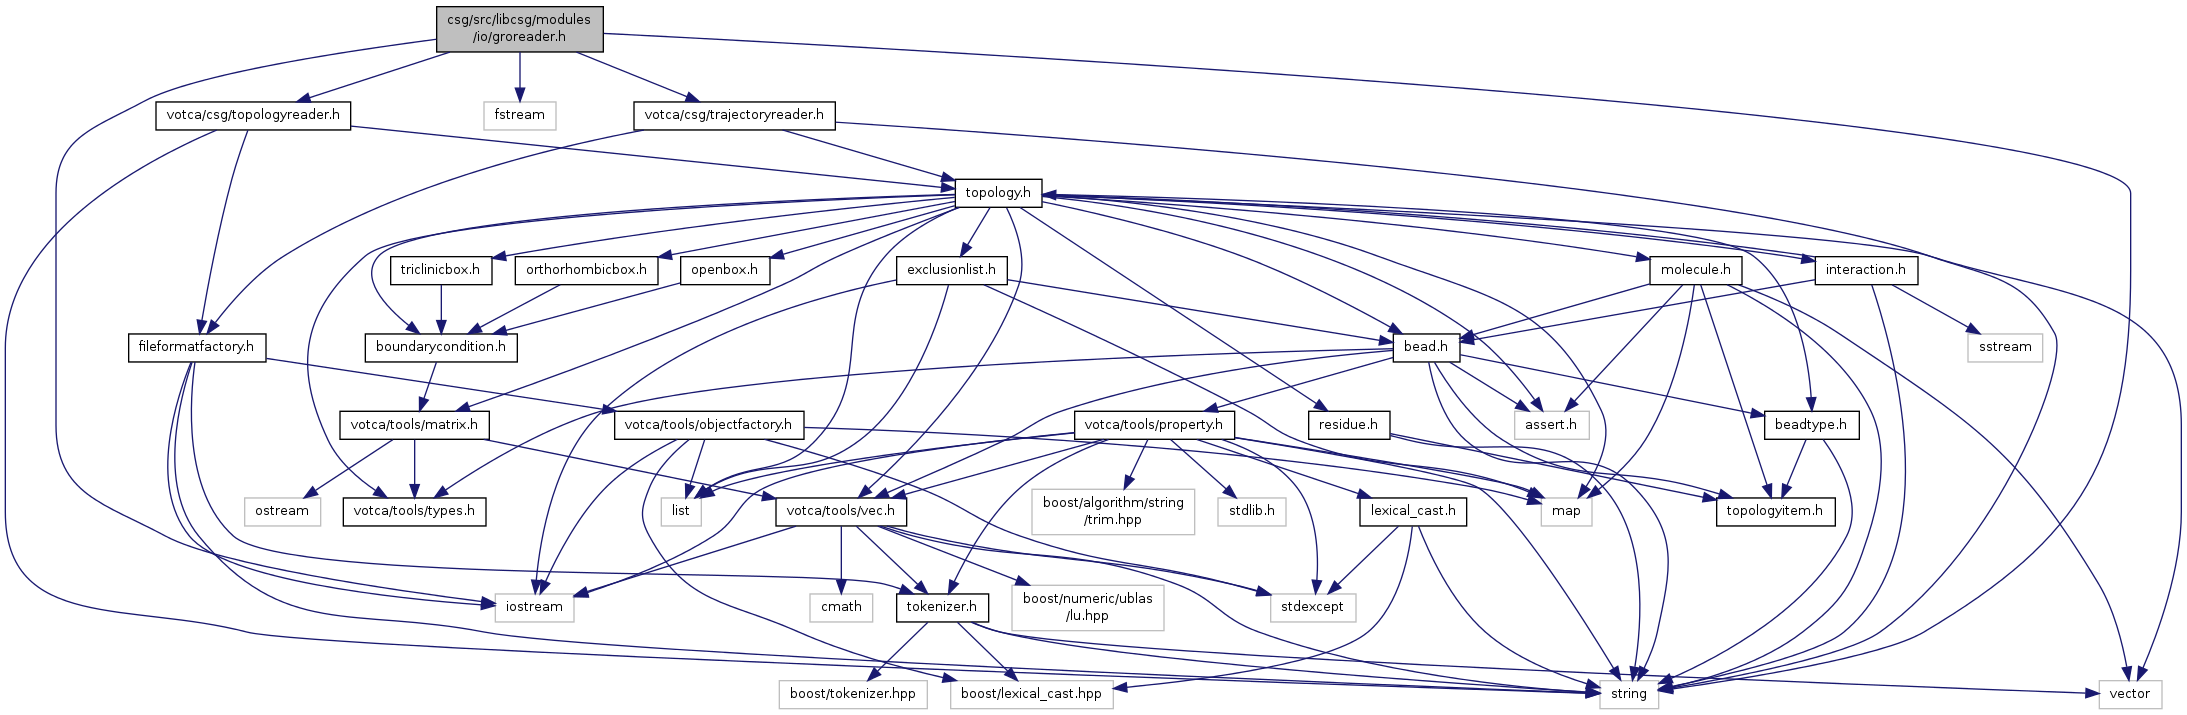 csg/src/libcsg/modules
/io/groreader.h
votca/csg/topologyreader.h
fstream
votca/csg/trajectoryreader.h
topology.h
triclinicbox.h
orthorhombicbox.h
openbox.h
exclusionlist.h
molecule.h
interaction.h
fileformatfactory.h
boundarycondition.h
bead.h
sstream
votca/tools/matrix.h
votca/tools/objectfactory.h
votca/tools/property.h
residue.h
assert.h
beadtype.h
ostream
votca/tools/types.h
list
votca/tools/vec.h
boost/algorithm/string
/trim.hpp
stdlib.h
lexical_cast.h
map
topologyitem.h
iostream
cmath
tokenizer.h
boost/numeric/ublas
/lu.hpp
stdexcept
boost/tokenizer.hpp
boost/lexical_cast.hpp
string
vector